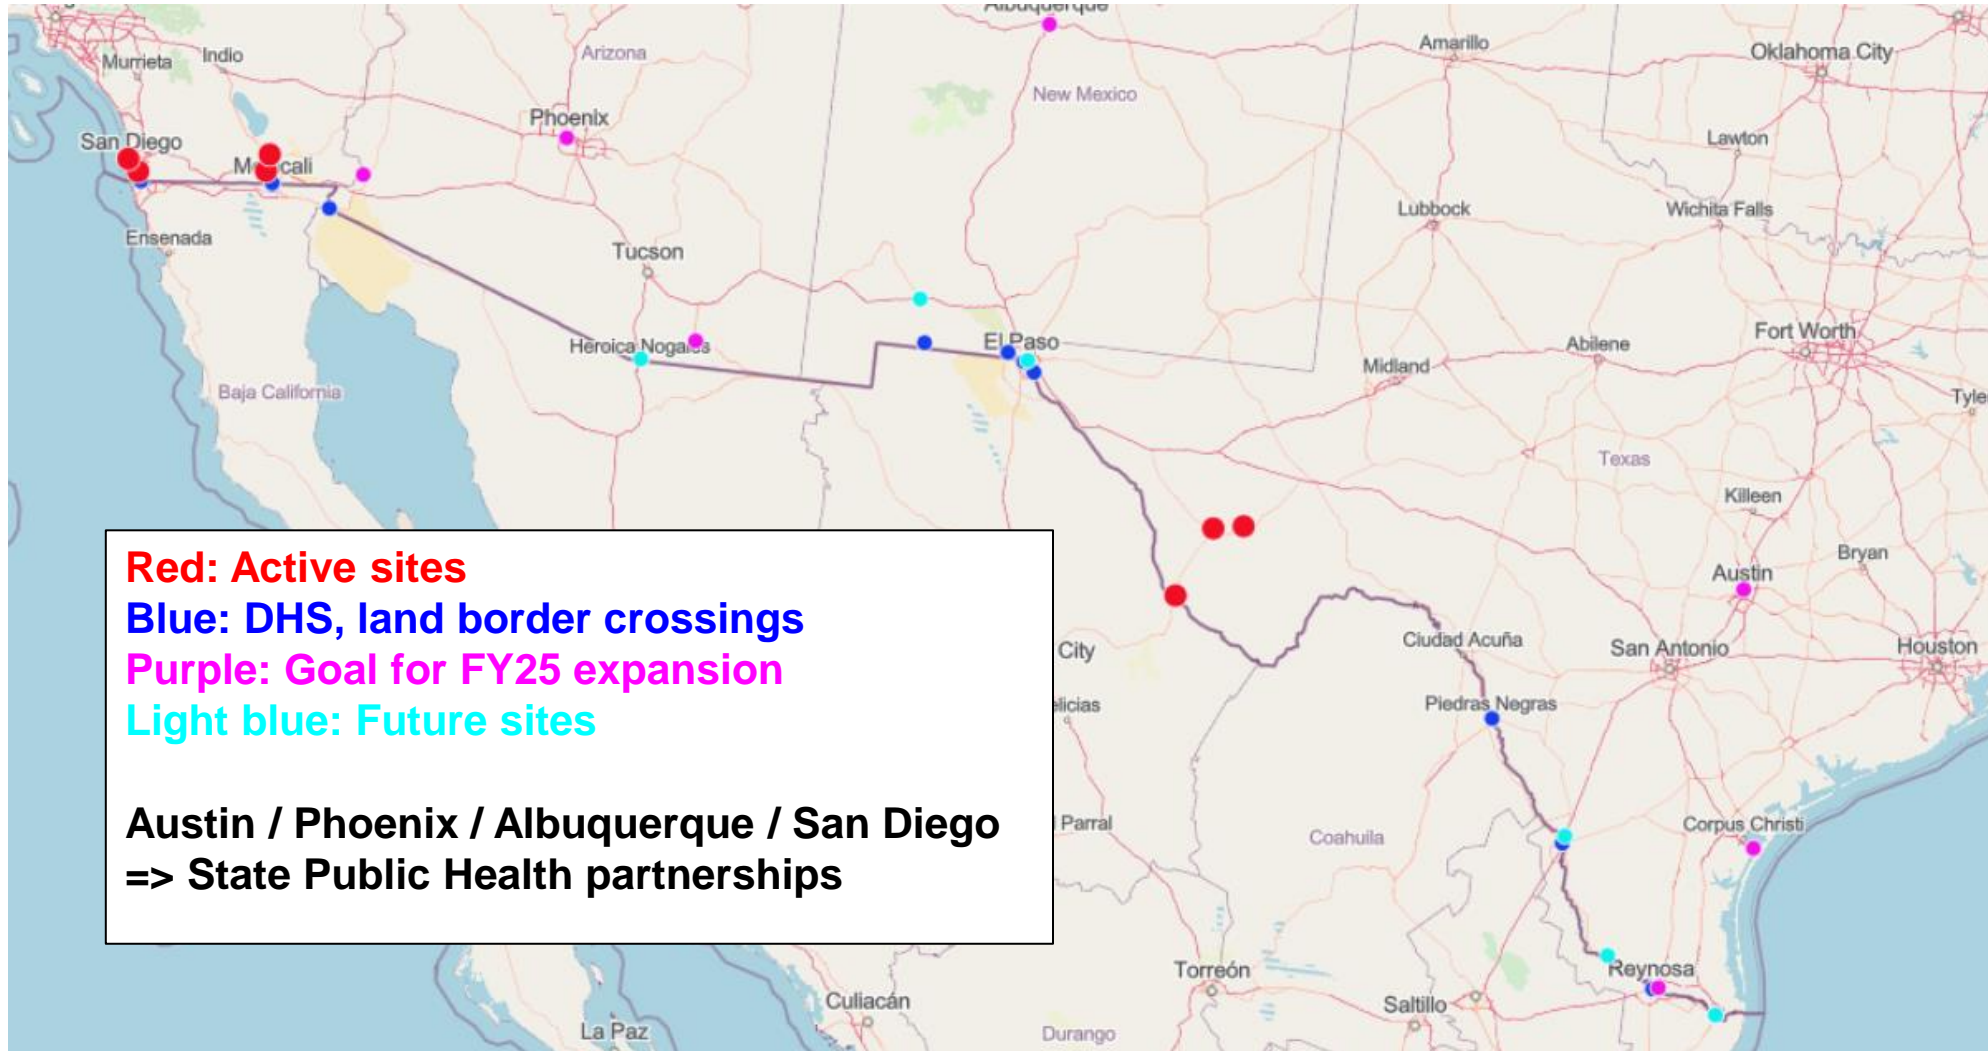 Albuquerque
Amarillo
Oklahoma City
Murrieta
Indio
Arizona
New Mexico
Phoenix
San Diego
Lawton
Lubbock
Wichita Falls
Ensenada
Tucson
Heroica Nogales
El Paso
Abilene
Fort Worth
Midland
Baja California
Texas
Killeen
Bryan
Austin
Ciudad Acuña
San Antonio
Houston
City
Piedras Negras
Parral
Coahuila
Corpus Christi
Torreón
Reynosa
Culiacán
Saltillo
La Paz
Durango
Red: Active sites
Blue: DHS, land border crossings
Purple: Goal for FY25 expansion
Light blue: Future sites
Austin / Phoenix / Albuquerque / San Diego
=> State Public Health partnerships